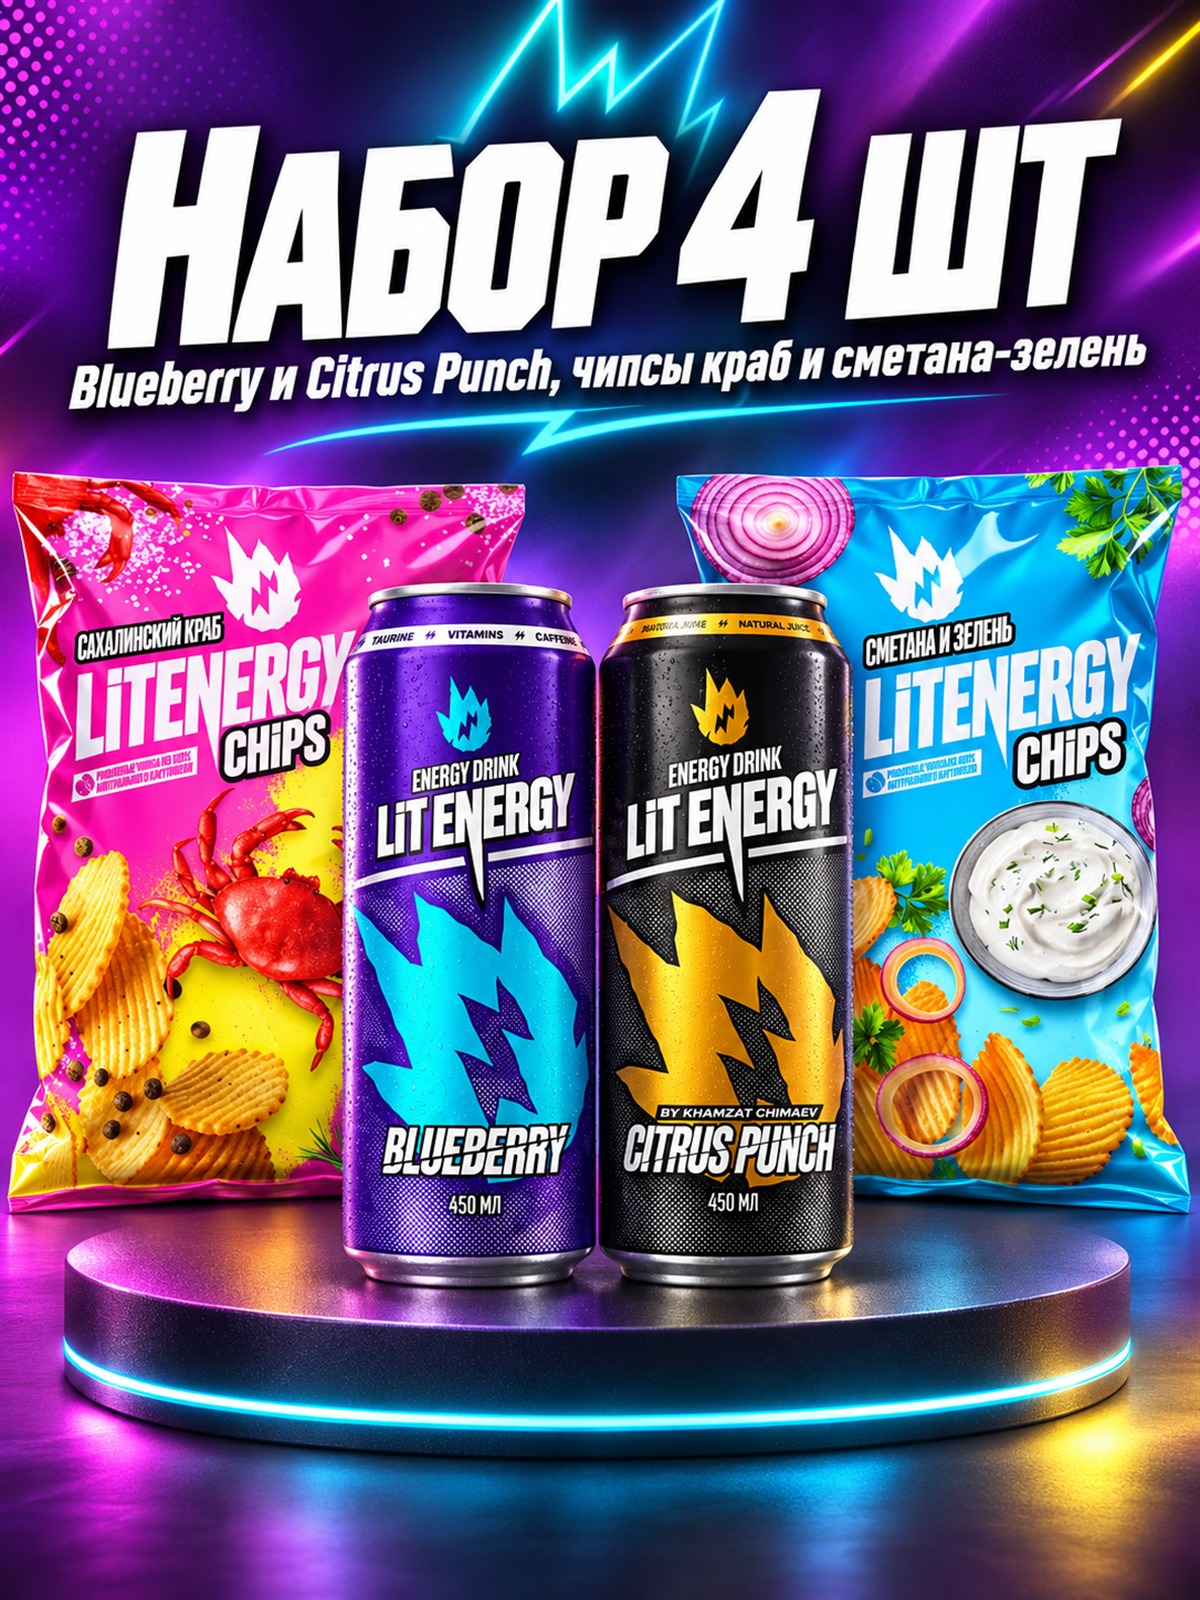 НАБОР 4 ШТ
Blueberry и Citrus Punch, чипсы краб и сметана-зелень
САХАЛИНСКИЙ КРАБ
LiTENERGY
CHiPS
СМЕТАНА И ЗЕЛЕНЬ
LiTENERGY
CHiPS
TAURINE VITAMINS CAFFEINE
ENERGY DRINK
LiT ENERGY
BLUEBERRY
450 МЛ
NATURAL JUICE
ENERGY DRINK
LiT ENERGY
BY KHAMZAT CHIMAEV
CITRUS PUNCH
450 МЛ